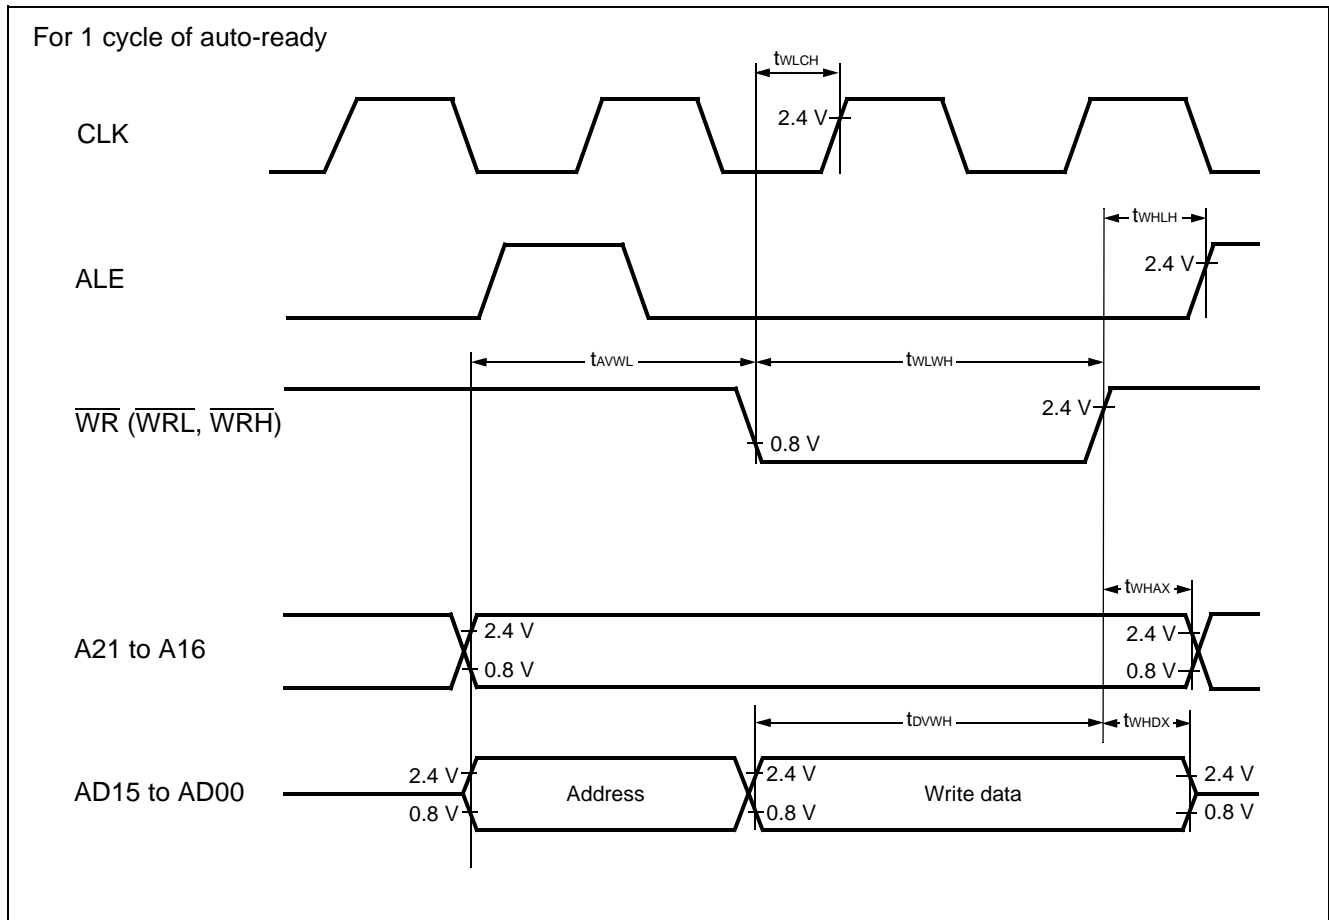 For 1 cycle of auto-ready
tWLCH
CLK
2.4 V
tWHLH
ALE
2.4 V
tAVWL
tWLWH
WR (WRL, WRH)
2.4 V
0.8 V
tWHAX
A21 to A16
2.4 V
2.4 V
0.8 V
0.8 V
tDVWH
tWHDX
AD15 to AD00
2.4 V
Address
2.4 V
Write data
2.4 V
0.8 V
0.8 V
0.8 V